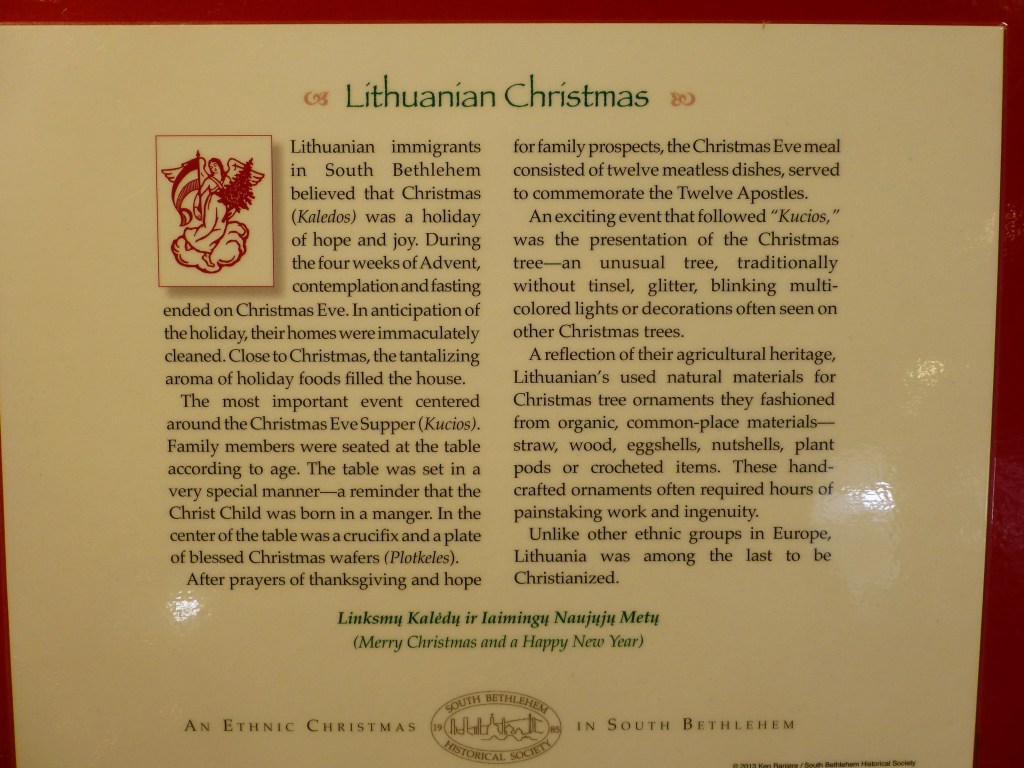 Lithuanian Christmas
Lithuanian immigrants
in South Bethlehem
believed that Christmas
(Kaledos) was a holiday
of hope and joy. During
the four weeks of Advent,
contemplation and fasting
ended on Christmas Eve. In anticipation of
the holiday, their homes were immaculately
cleaned. Close to Christmas, the tantalizing
aroma of holiday foods filled the house.
The most important event centered
around the Christmas Eve Supper (Kucios).
Family members were seated at the table
according to age. The table was set in a
very special manner—a reminder that the
Christ Child was born in a manger. In the
center of the table was a crucifix and a plate
of blessed Christmas wafers (Plotkeles).
After prayers of thanksgiving and hope
for family prospects, the Christmas Eve meal
consisted of twelve meatless dishes, served
to commemorate the Twelve Apostles.
An exciting event that followed "Kucios,"
was the presentation of the Christmas
tree—an unusual tree, traditionally
without tinsel, glitter, blinking multi-
colored lights or decorations often seen on
other Christmas trees.
A reflection of their agricultural heritage,
Lithuanian's used natural materials for
Christmas tree ornaments they fashioned
from organic, common-place materials—
straw, wood, eggshells, nutshells, plant
pods or crocheted items. These hand-
crafted ornaments often required hours of
painstaking work and ingenuity.
Unlike other ethnic groups in Europe,
Lithuania was among the last to be
Christianized.
Linksmų Kalėdų ir Iaimingų Naujųjų Metų
(Merry Christmas and a Happy New Year)
AN ETHNIC CHRISTMAS
SOUTH BETHLEHEM
19 85
HISTORICAL SOCIETY
IN SOUTH BETHLEHEM
© 2013 Ken Raniere / South Bethlehem Historical Society